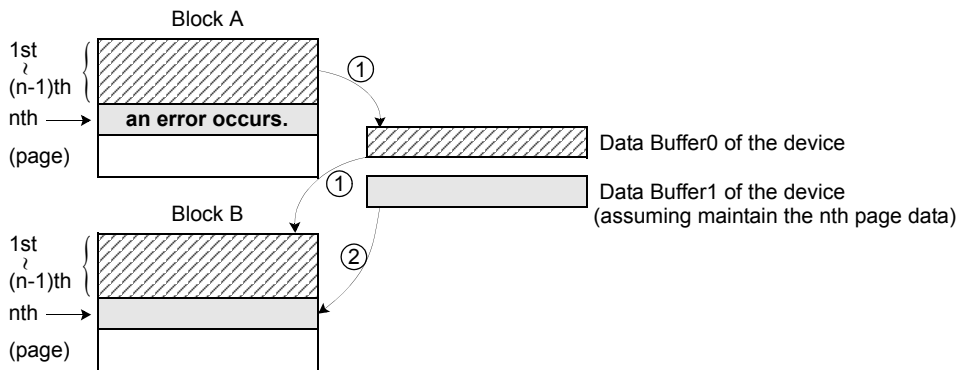 Block A
1st
~
(n-1)th
nth
an error occurs.
(page)
①
Data Buffer0 of the device
①
Data Buffer1 of the device
(assuming maintain the nth page data)
Block B
1st
~
(n-1)th
②
nth
(page)